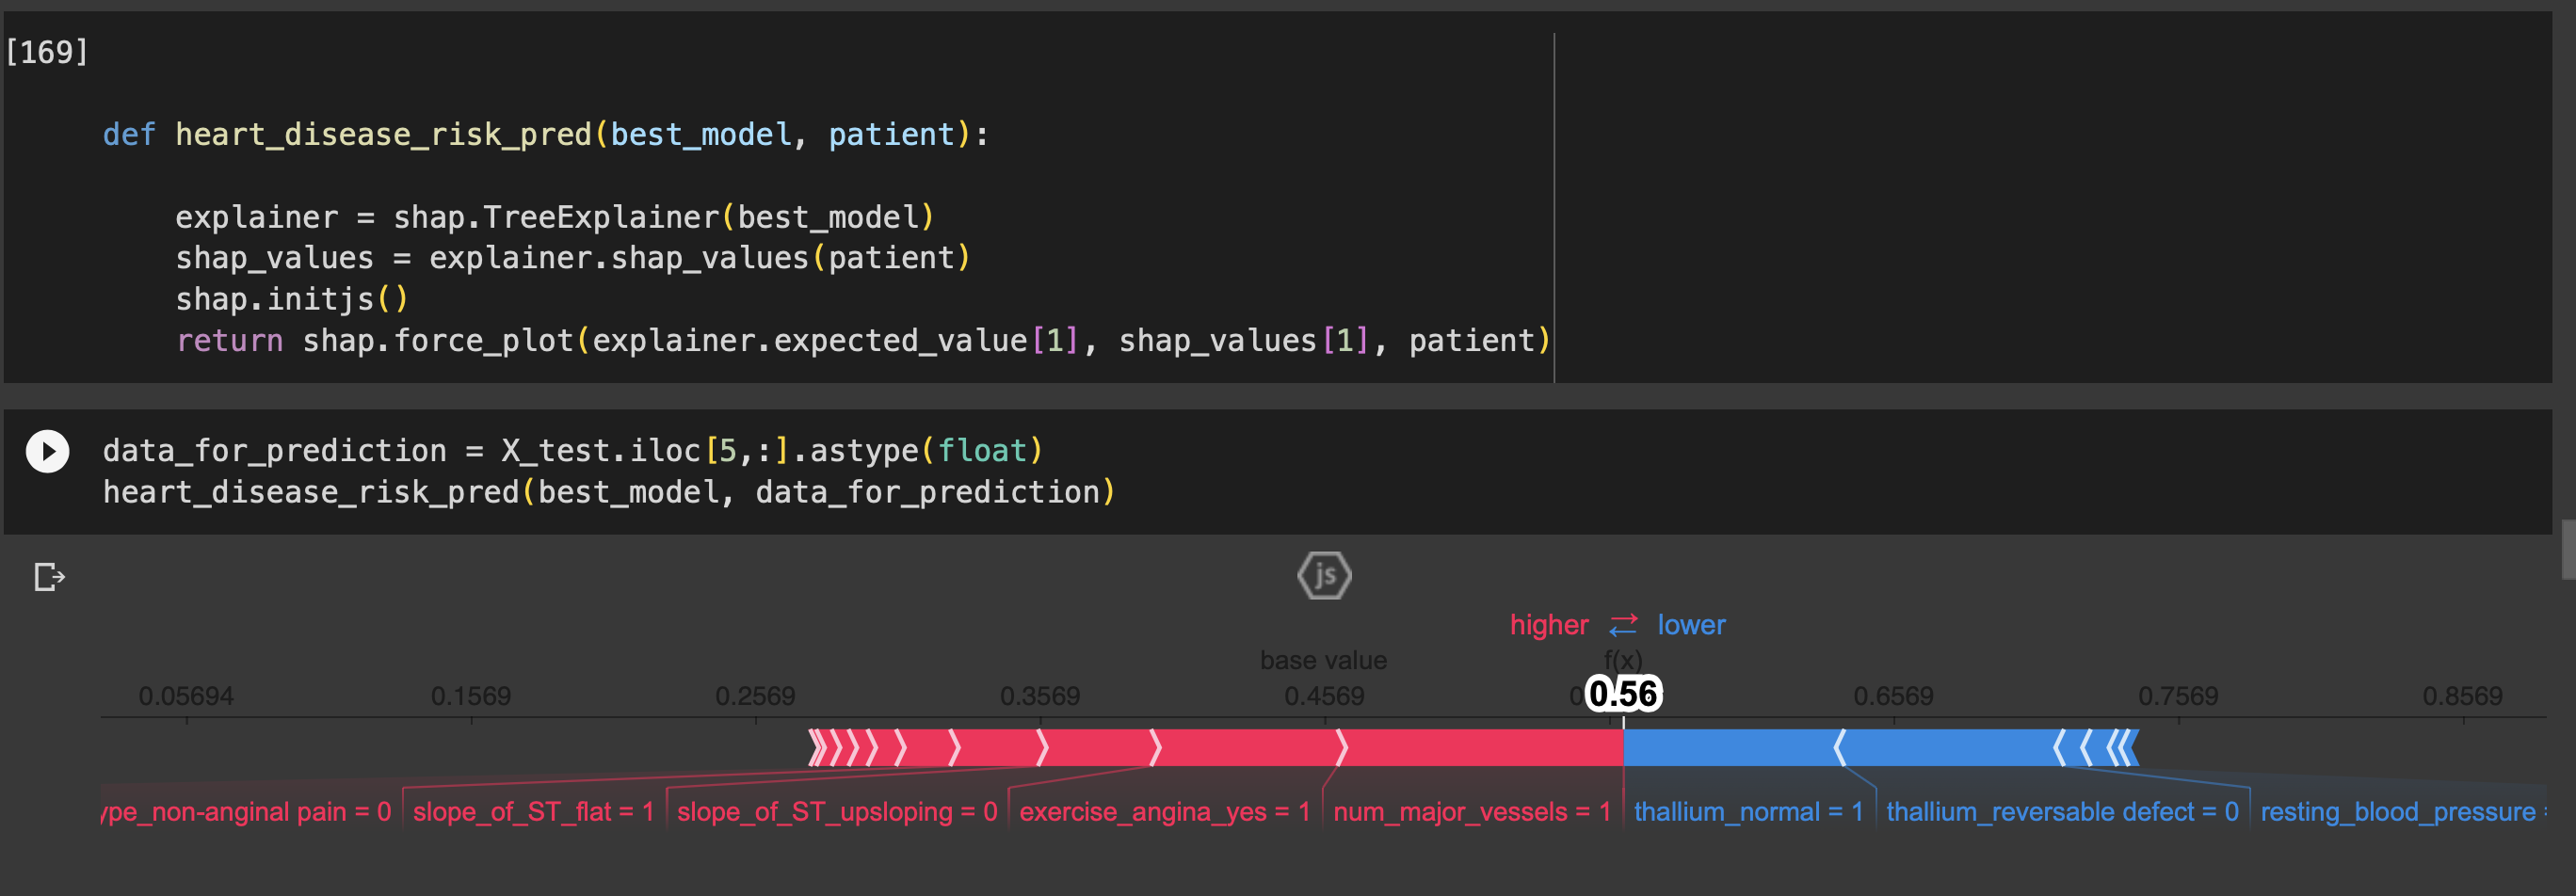 [169]
def heart_disease_risk_pred(best_model, patient):
explainer = shap.TreeExplainer(best_model)
shap_values = explainer.shap_values(patient)
shap.initjs()
return shap.force_plot(explainer.expected_value[1], shap_values[1], patient)
data_for_prediction = X_test.iloc[5,:].astype(float)
heart_disease_risk_pred(best_model, data_for_prediction)
js
higher lower
base value f(x)
0.05694 0.1569 0.2569 0.3569 0.4569 0.56 0.6569 0.7569 0.8569
ype_non-anginal pain = 0 slope_of_ST_flat = 1 slope_of_ST_upsloping = 0 exercise_angina_yes = 1 num_major_vessels = 1 thallium_normal = 1 thallium_reversable defect = 0 resting_blood_pressure